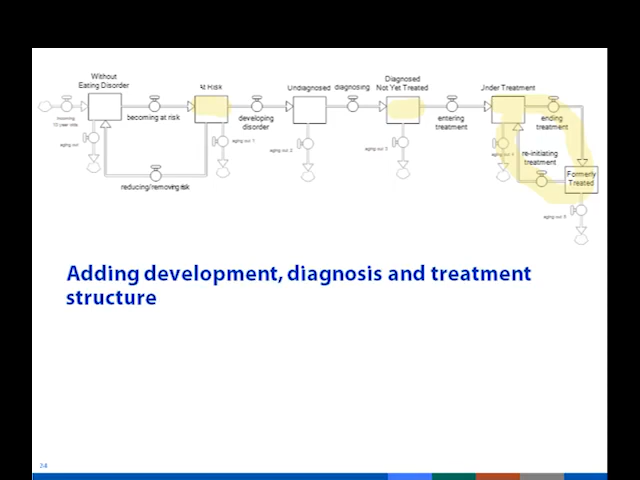 Without
Eating Disorder
At Risk
Undiagnosed
diagnosing
Diagnosed
Not Yet Treated
Under Treatment
incoming
10 year olds
becoming at risk
developing
disorder
entering
treatment
ending
treatment
aging out
aging out 1
aging out 2
aging out 3
aging out 4
re-initiating
treatment
Formerly
Treated
reducing/removing risk
aging out 5
Adding development, diagnosis and treatment
structure
24